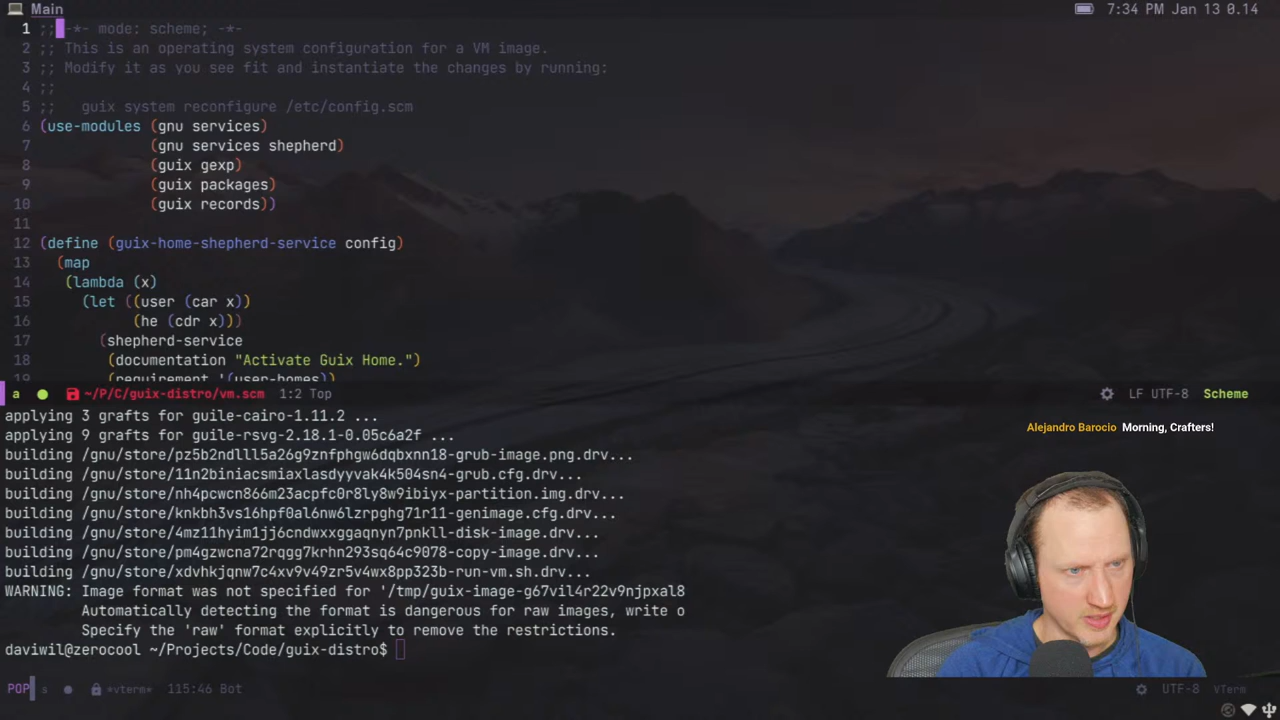 Main
7:34 PM Jan 13 0.14
1 ;; -*- mode: scheme; -*-
2 ;; This is an operating system configuration for a VM image.
3 ;; Modify it as you see fit and instantiate the changes by running:
4 ;;
5 ;;   guix system reconfigure /etc/config.scm
6 (use-modules (gnu services)
7              (gnu services shepherd)
8              (guix gexp)
9              (guix packages)
10              (guix records))
11
12 (define (guix-home-shepherd-service config)
13   (map
14    (lambda (x)
15      (let ((user (car x))
16            (he (cdr x)))
17        (shepherd-service
18         (documentation "Activate Guix Home.")
19         (requirement '(user-homes))
a ~/P/C/guix-distro/vm.scm 1:2 Top LF UTF-8 Scheme
applying 3 grafts for guile-cairo-1.11.2 ...
Alejandro Barocio Morning, Crafters!
applying 9 grafts for guile-rsvg-2.18.1-0.05c6a2f ...
building /gnu/store/pz5b2ndlll5a26g9znfphgw6dqbxnn18-grub-image.png.drv...
building /gnu/store/11n2biniacsmiaxlasdyyvak4k504sn4-grub.cfg.drv...
building /gnu/store/nh4pcwcn866m23acpfc0r8ly8w9ibiyx-partition.img.drv...
building /gnu/store/knkbh3vs16hpf0al6nw6lzrpghg71r11-genimage.cfg.drv...
building /gnu/store/4mz11hyim1jj6cndwxxggaqnyn7pnkll-disk-image.drv...
building /gnu/store/pm4gzwcna72rqgg7krhn293sq64c9078-copy-image.drv...
building /gnu/store/xdvhkjqnw7c4xv9v49zr5v4wx8pp323b-run-vm.sh.drv...
WARNING: Image format was not specified for '/tmp/guix-image-g67vil4r22v9njpxal8
         Automatically detecting the format is dangerous for raw images, write o
         Specify the 'raw' format explicitly to remove the restrictions.
daviwil@zerocool ~/Projects/Code/guix-distro$
POP s *vterm* 115:46 Bot UTF-8 VTerm